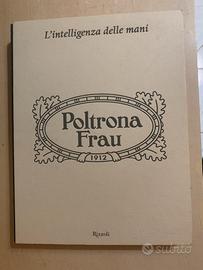 L'intelligenza delle mani
Poltrona
Frau
1912
Rizzoli
subito